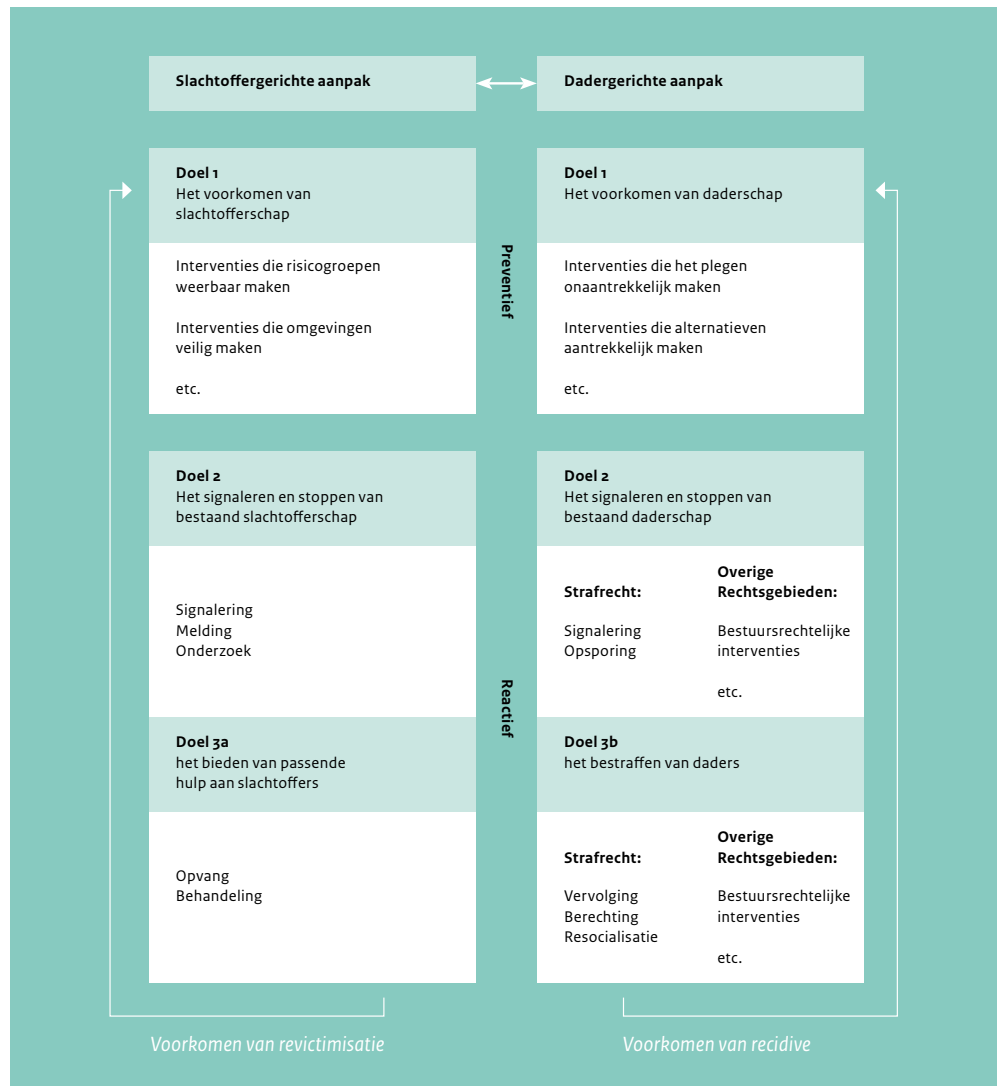 Slachtoffergerichte aanpak
Dadergerichte aanpak
Doel 1
Het voorkomen van
slachtofferschap
Interventies die risicogroepen
weerbaar maken
Interventies die omgevingen
veilig maken
etc.
Preventief
Doel 1
Het voorkomen van daderschap
Interventies die het plegen
onaantrekkelijk maken
Interventies die alternatieven
aantrekkelijk maken
etc.
Doel 2
Het signaleren en stoppen van
bestaand slachtofferschap
Signalering
Melding
Onderzoek
Doel 2
Het signaleren en stoppen van
bestaand daderschap
Strafrecht:
Signalering
Opsporing
Overige
Rechtsgebieden:
Bestuursrechtelijke
interventies
etc.
Reactief
Doel 3a
het bieden van passende
hulp aan slachtoffers
Opvang
Behandeling
Doel 3b
het bestraffen van daders
Strafrecht:
Vervolging
Berechting
Resocialisatie
Overige
Rechtsgebieden:
Bestuursrechtelijke
interventies
etc.
Voorkomen van revictimisatie
Voorkomen van recidive